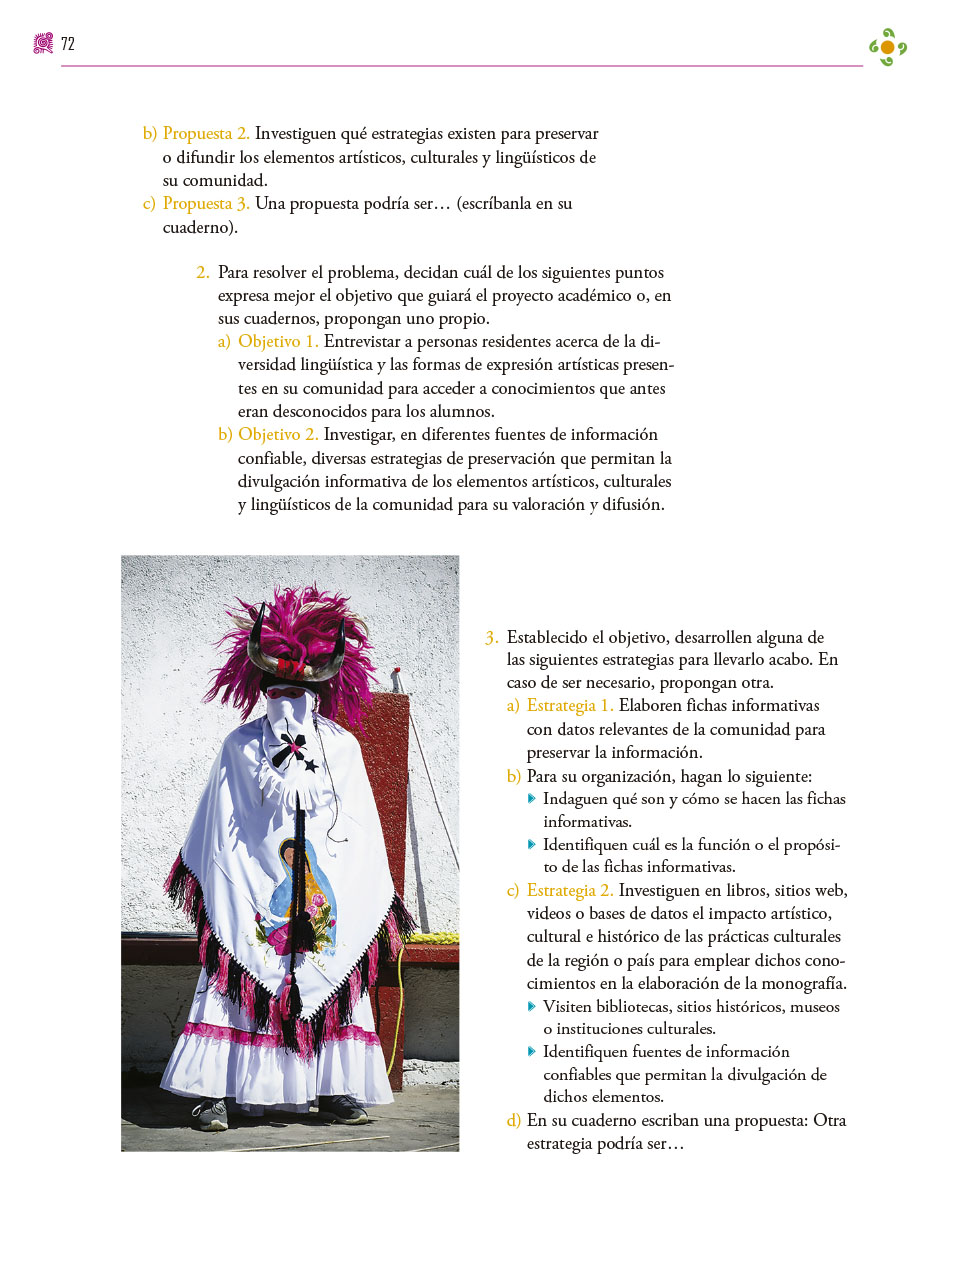 72
b) Propuesta 2. Investiguen qué estrategias existen para preservar
o difundir los elementos artísticos, culturales y lingüísticos de
su comunidad.
c) Propuesta 3. Una propuesta podría ser… (escríbanla en su
cuaderno).
2. Para resolver el problema, decidan cuál de los siguientes puntos
expresa mejor el objetivo que guiará el proyecto académico o, en
sus cuadernos, propongan uno propio.
a) Objetivo 1. Entrevistar a personas residentes acerca de la di-
versidad lingüística y las formas de expresión artísticas presen-
tes en su comunidad para acceder a conocimientos que antes
eran desconocidos para los alumnos.
b) Objetivo 2. Investigar, en diferentes fuentes de información
confiable, diversas estrategias de preservación que permitan la
divulgación informativa de los elementos artísticos, culturales
y lingüísticos de la comunidad para su valoración y difusión.
3. Establecido el objetivo, desarrollen alguna de
las siguientes estrategias para llevarlo acabo. En
caso de ser necesario, propongan otra.
a) Estrategia 1. Elaboren fichas informativas
con datos relevantes de la comunidad para
preservar la información.
b) Para su organización, hagan lo siguiente:
Indaguen qué son y cómo se hacen las fichas
informativas.
Identifiquen cuál es la función o el propósi-
to de las fichas informativas.
c) Estrategia 2. Investiguen en libros, sitios web,
videos o bases de datos el impacto artístico,
cultural e histórico de las prácticas culturales
de la región o país para emplear dichos cono-
cimientos en la elaboración de la monografía.
Visiten bibliotecas, sitios históricos, museos
o instituciones culturales.
Identifiquen fuentes de información
confiables que permitan la divulgación de
dichos elementos.
d) En su cuaderno escriban una propuesta: Otra
estrategia podría ser…